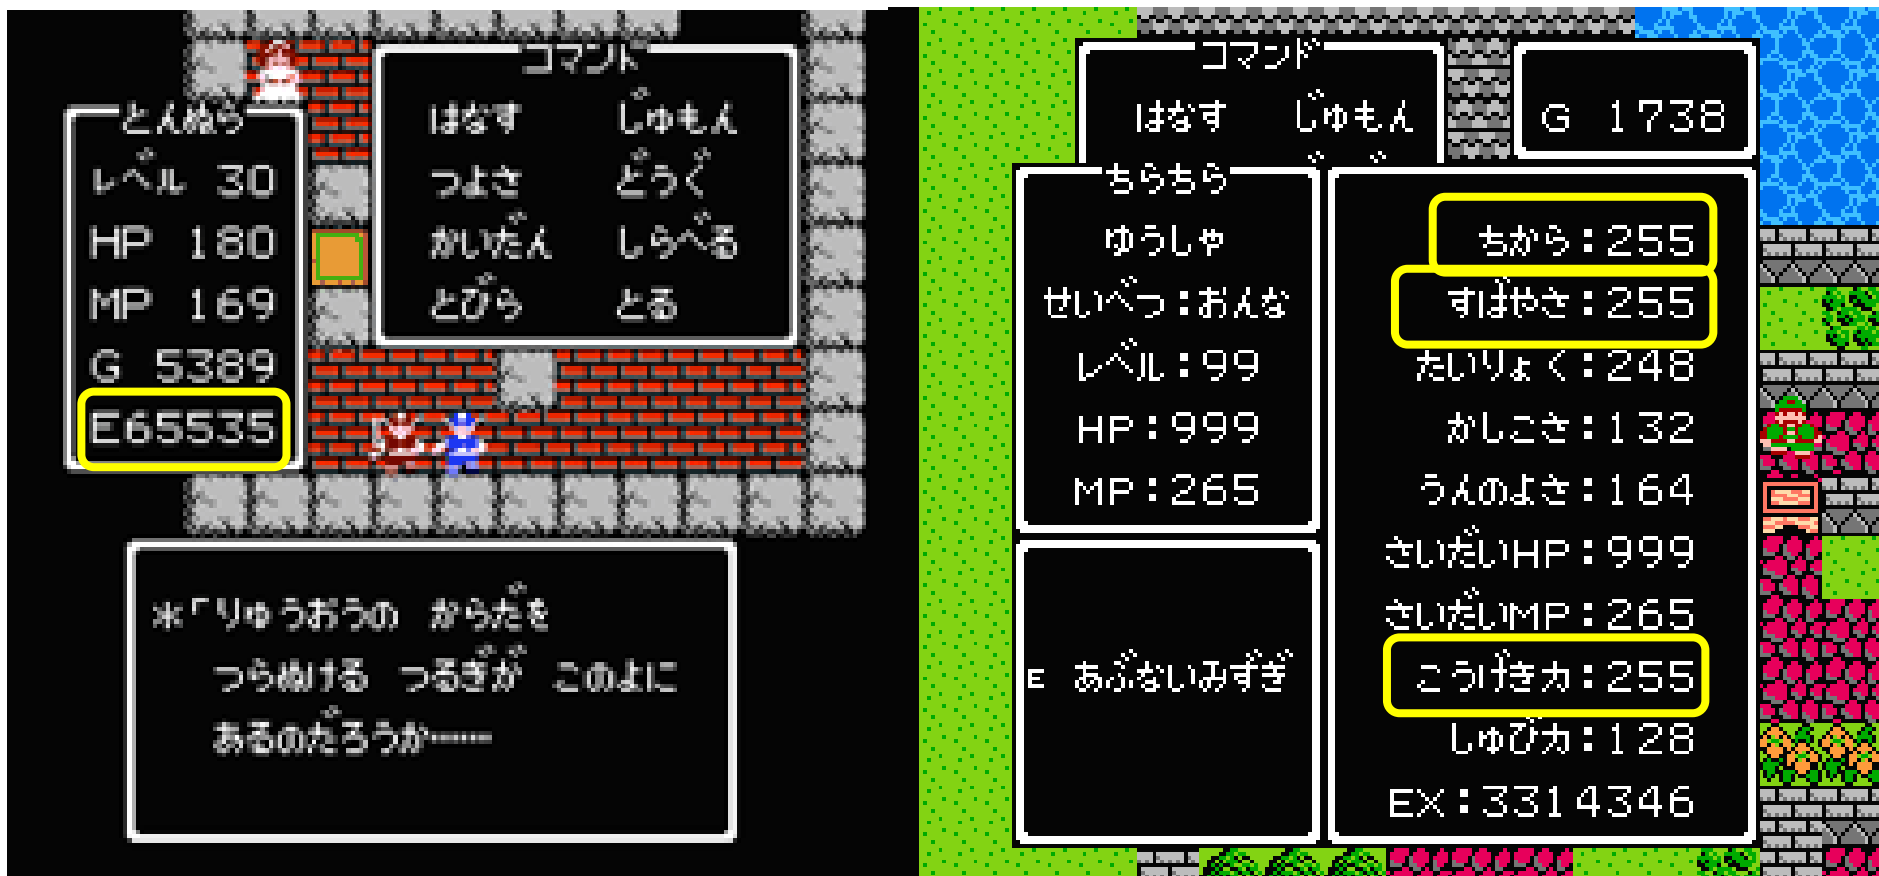 コマンド
はなす じゅもん
つよさ どうぐ
かいだん しらべる
とびら とる
とんぬら
レベル 30
HP 180
MP 169
G 5389
E65535
*「りゅうおうの からだを
つらぬける つるぎが このよに
あるのだろうか……
コマンド
はなす じゅもん
G 1738
ちらちら
ゆうしゃ
せいべつ:おんな
レベル:99
HP:999
MP:265
E あぶないみずぎ
ちから:255
すばやさ:255
たいりょく:248
かしこさ:132
うんのよさ:164
さいだいHP:999
さいだいMP:265
こうげき力:255
しゅび力:128
EX:3314346